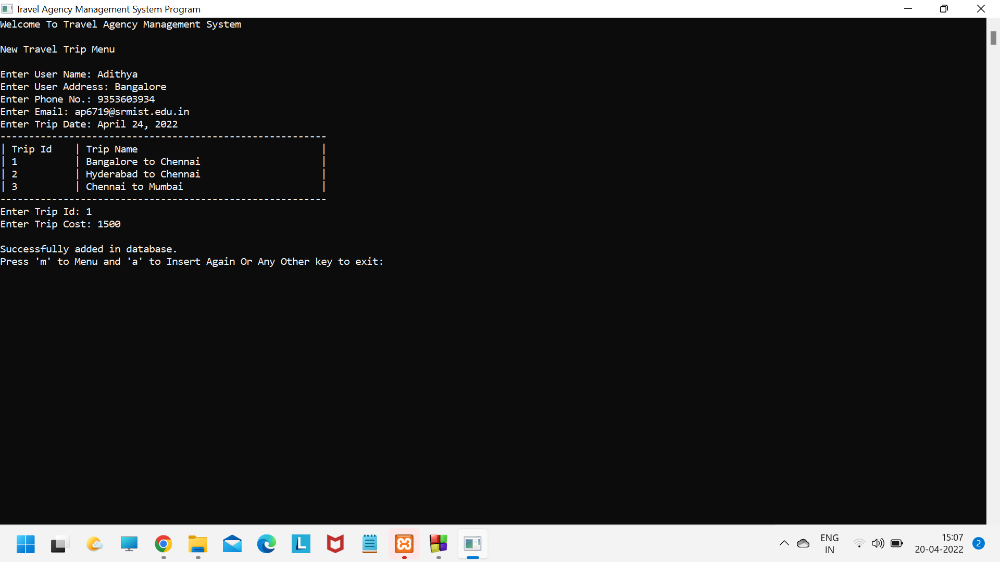 Travel Agency Management System Program
Welcome To Travel Agency Management System
New Travel Trip Menu
Enter User Name: Adithya
Enter User Address: Bangalore
Enter Phone No.: 9353603934
Enter Email: ap6719@srmist.edu.in
Enter Trip Date: April 24, 2022
---------------------------------------------------------
| Trip Id    | Trip Name                                |
| 1          | Bangalore to Chennai                     |
| 2          | Hyderabad to Chennai                     |
| 3          | Chennai to Mumbai                        |
---------------------------------------------------------
Enter Trip Id: 1
Enter Trip Cost: 1500
Successfully added in database.
Press 'm' to Menu and 'a' to Insert Again Or Any Other key to exit:
L
ENG
IN
15:07
20-04-2022
2